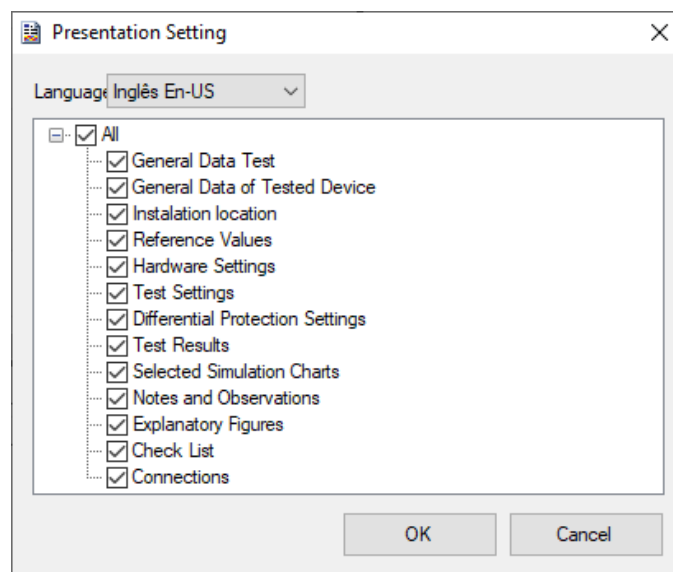 Presentation Setting
Language Inglês En-US
All
General Data Test
General Data of Tested Device
Instalation location
Reference Values
Hardware Settings
Test Settings
Differential Protection Settings
Test Results
Selected Simulation Charts
Notes and Observations
Explanatory Figures
Check List
Connections
OK Cancel